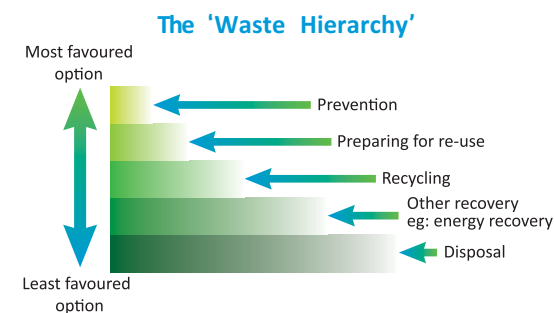 The 'Waste Hierarchy’
Most favoured
option
Prevention
Preparing for re-use
Recycling
Other recovery
eg: energy recovery
Disposal
Least favoured
option